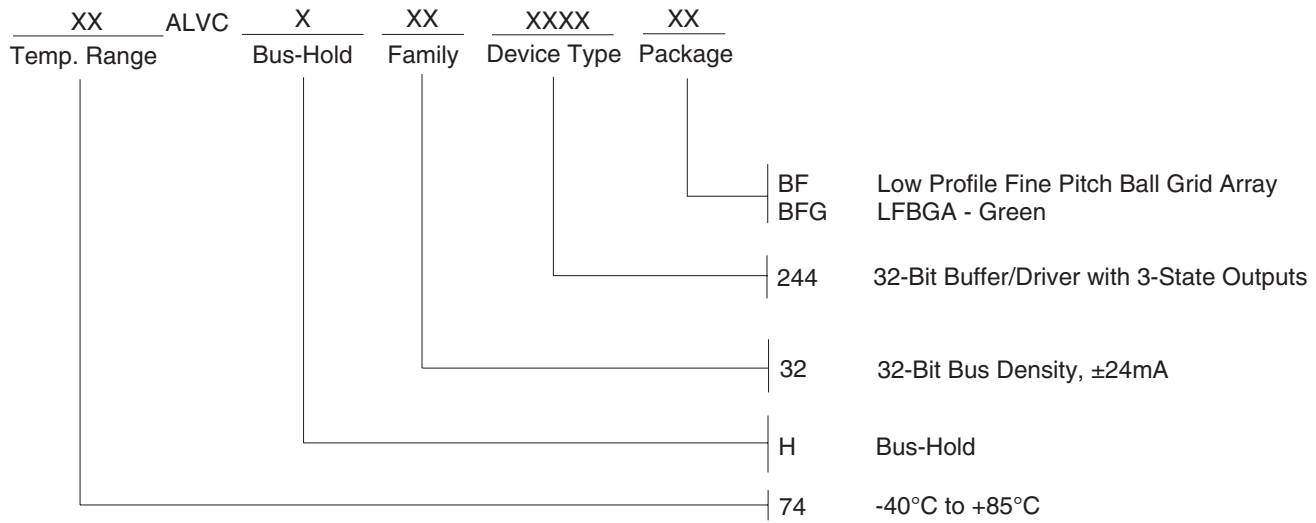 XX ALVC X XX XXXX XX
Temp. Range Bus-Hold Family Device Type Package
BF Low Profile Fine Pitch Ball Grid Array
BFG LFBGA - Green
244 32-Bit Buffer/Driver with 3-State Outputs
32 32-Bit Bus Density, ±24mA
H Bus-Hold
74 -40°C to +85°C